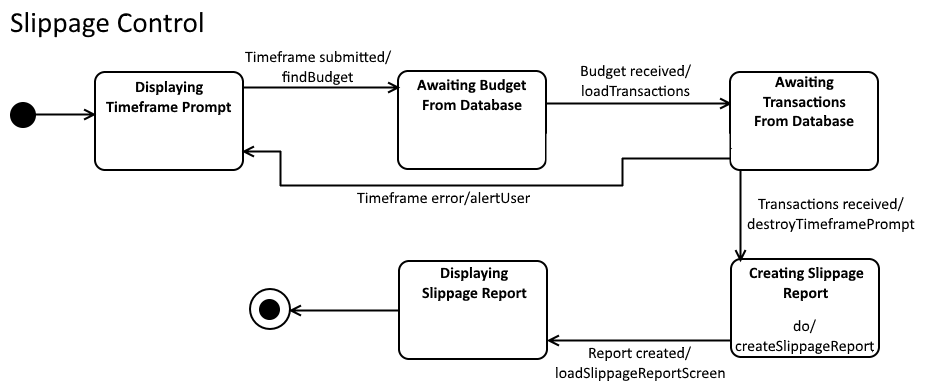 Slippage Control
Timeframe submitted/
findBudget
Displaying
Timeframe Prompt
Awaiting Budget
From Database
Budget received/
loadTransactions
Awaiting
Transactions
From Database
Timeframe error/alertUser
Transactions received/
destroyTimeframePrompt
Displaying
Slippage Report
Creating Slippage
Report
do/
createSlippageReport
Report created/
loadSlippageReportScreen